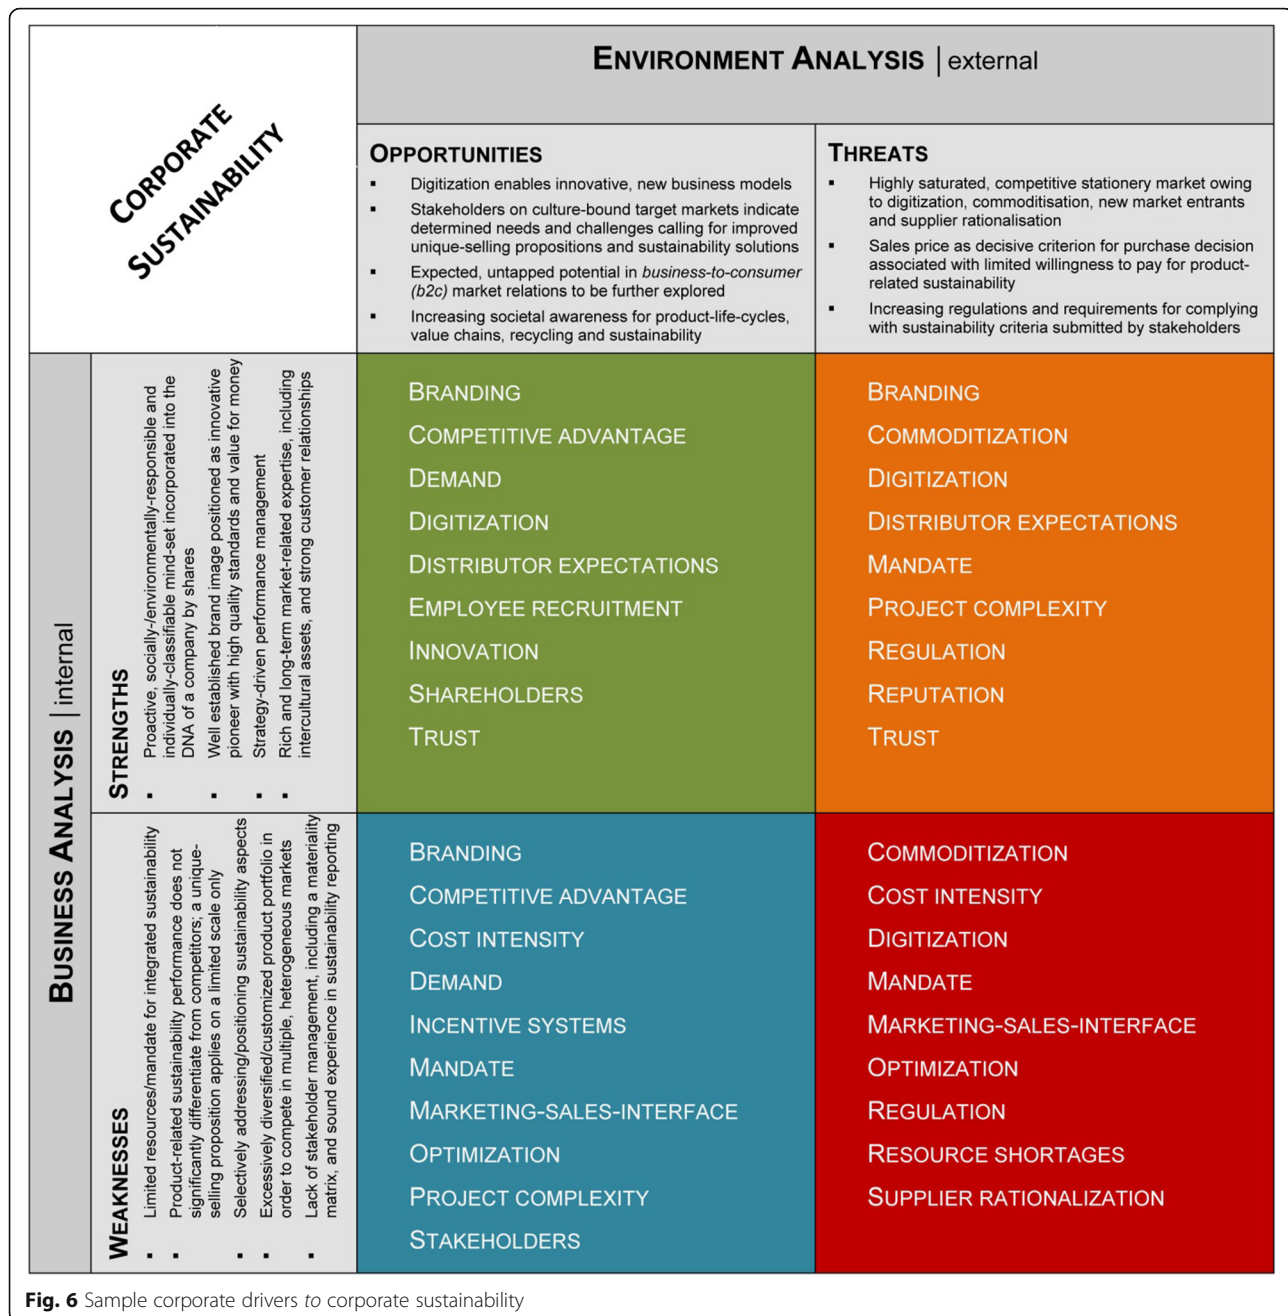 CORPORATE
SUSTAINABILITY
ENVIRONMENT ANALYSIS | external
OPPORTUNITIES
▪ Digitization enables innovative, new business models
▪ Stakeholders on culture-bound target markets indicate
determined needs and challenges calling for improved
unique-selling propositions and sustainability solutions
▪ Expected, untapped potential in business-to-consumer
(b2c) market relations to be further explored
▪ Increasing societal awareness for product-life-cycles,
value chains, recycling and sustainability
THREATS
▪ Highly saturated, competitive stationery market owing
to digitization, commoditisation, new market entrants
and supplier rationalisation
▪ Sales price as decisive criterion for purchase decision
associated with limited willingness to pay for product-
related sustainability
▪ Increasing regulations and requirements for complying
with sustainability criteria submitted by stakeholders
BUSINESS ANALYSIS | internal
STRENGTHS
▪ Proactive, socially-/environmentally-responsible and
individually-classifiable mind-set incorporated into the
DNA of a company by shares
▪ Well established brand image positioned as innovative
pioneer with high quality standards and value for money
▪ Strategy-driven performance management
▪ Rich and long-term market-related expertise, including
intercultural assets, and strong customer relationships
BRANDING
COMPETITIVE ADVANTAGE
DEMAND
DIGITIZATION
DISTRIBUTOR EXPECTATIONS
EMPLOYEE RECRUITMENT
INNOVATION
SHAREHOLDERS
TRUST
BRANDING
COMMODITIZATION
DIGITIZATION
DISTRIBUTOR EXPECTATIONS
MANDATE
PROJECT COMPLEXITY
REGULATION
REPUTATION
TRUST
WEAKNESSES
▪ Limited resources/mandate for integrated sustainability
▪ Product-related sustainability performance does not
significantly differentiate from competitors; a unique-
selling proposition applies on a limited scale only
▪ Selectively addressing/positioning sustainability aspects
▪ Excessively diversified/customized product portfolio in
order to compete in multiple, heterogeneous markets
▪ Lack of stakeholder management, including a materiality
matrix, and sound experience in sustainability reporting
BRANDING
COMPETITIVE ADVANTAGE
COST INTENSITY
DEMAND
INCENTIVE SYSTEMS
MANDATE
MARKETING-SALES-INTERFACE
OPTIMIZATION
PROJECT COMPLEXITY
STAKEHOLDERS
COMMODITIZATION
COST INTENSITY
DIGITIZATION
MANDATE
MARKETING-SALES-INTERFACE
OPTIMIZATION
REGULATION
RESOURCE SHORTAGES
SUPPLIER RATIONALIZATION
Fig. 6 Sample corporate drivers to corporate sustainability